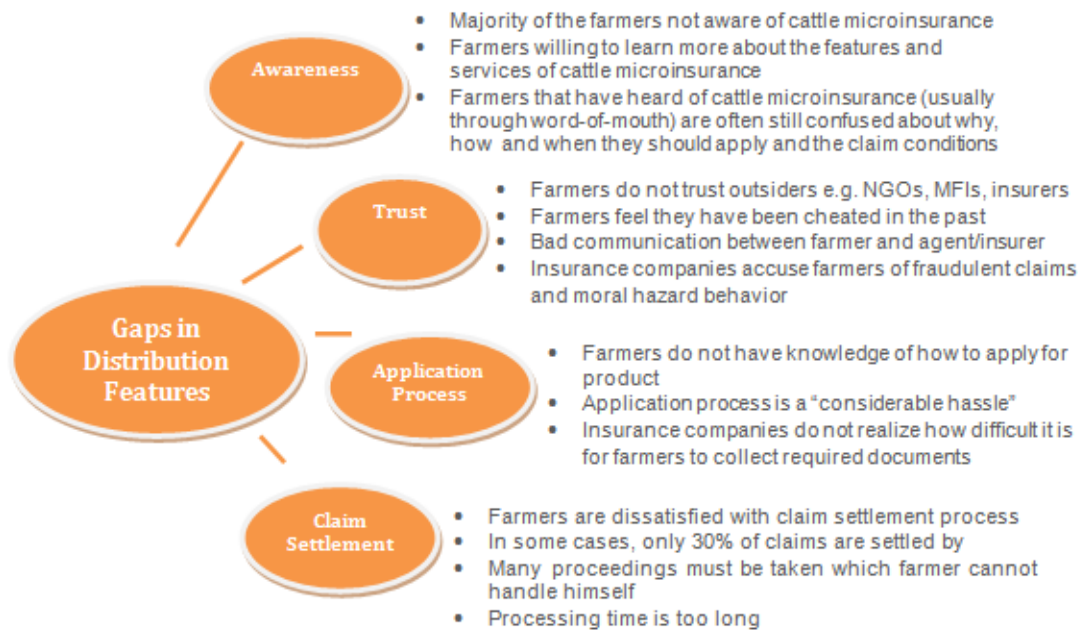 Gaps in
Distribution
Features
Awareness
• Majority of the farmers not aware of cattle microinsurance
• Farmers willing to learn more about the features and
services of cattle microinsurance
• Farmers that have heard of cattle microinsurance (usually
through word-of-mouth) are often still confused about why,
how and when they should apply and the claim conditions
Trust
• Farmers do not trust outsiders e.g. NGOs, MFIs, insurers
• Farmers feel they have been cheated in the past
• Bad communication between farmer and agent/insurer
• Insurance companies accuse farmers of fraudulent claims
and moral hazard behavior
Application
Process
• Farmers do not have knowledge of how to apply for
product
• Application process is a “considerable hassle”
• Insurance companies do not realize how difficult it is
for farmers to collect required documents
Claim
Settlement
• Farmers are dissatisfied with claim settlement process
• In some cases, only 30% of claims are settled by
• Many proceedings must be taken which farmer cannot
handle himself
• Processing time is too long